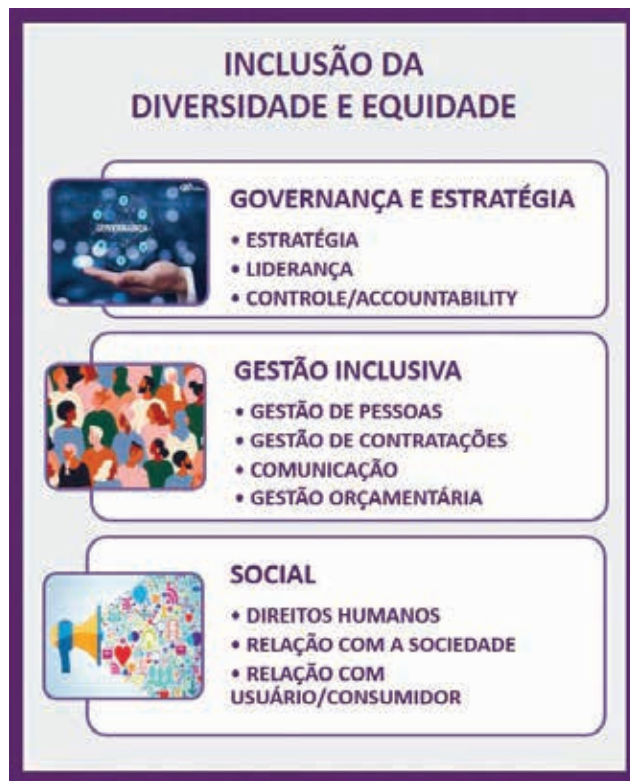 INCLUSÃO DA
DIVERSIDADE E EQUIDADE
GOVERNANÇA
GOVERNANÇA E ESTRATÉGIA
• ESTRATÉGIA
• LIDERANÇA
• CONTROLE/ACCOUNTABILITY
GESTÃO INCLUSIVA
• GESTÃO DE PESSOAS
• GESTÃO DE CONTRATAÇÕES
• COMUNICAÇÃO
• GESTÃO ORÇAMENTÁRIA
SOCIAL
• DIREITOS HUMANOS
• RELAÇÃO COM A SOCIEDADE
• RELAÇÃO COM
USUÁRIO/CONSUMIDOR